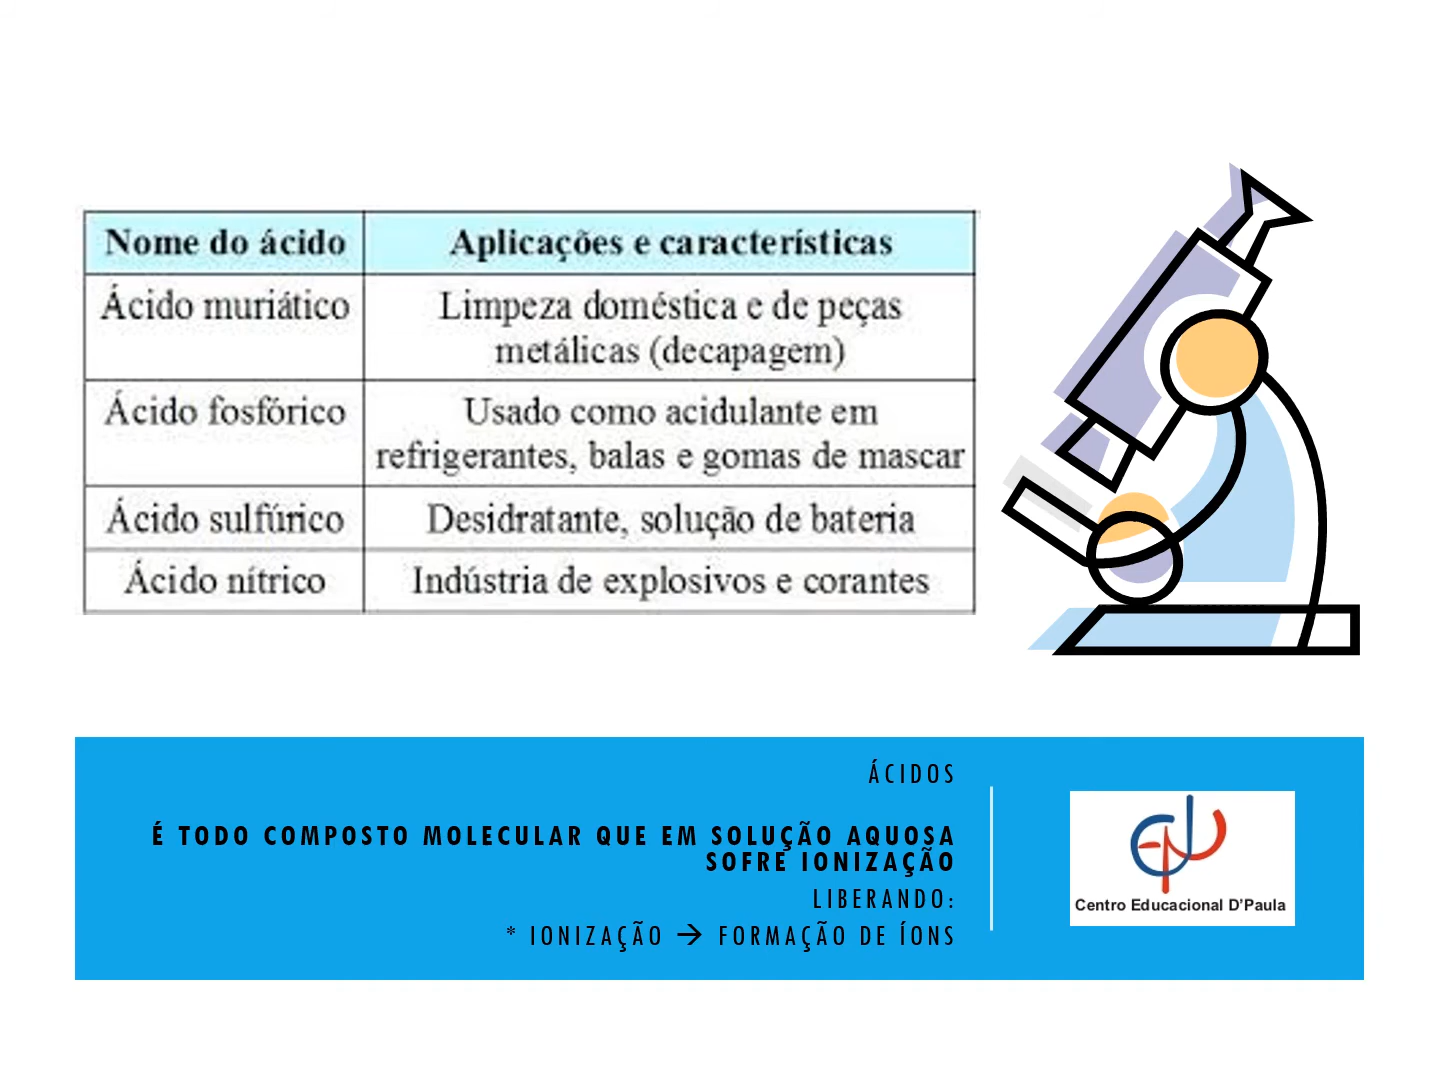 Nome do ácido Aplicações e características
Ácido muriático Limpeza doméstica e de peças
metálicas (decapagem)
Ácido fosfórico Usado como acidulante em
refrigerantes, balas e gomas de mascar
Ácido sulfúrico Desidratante, solução de bateria
Ácido nítrico Indústria de explosivos e corantes
ÁCIDOS
É TODO COMPOSTO MOLECULAR QUE EM SOLUÇÃO AQUOSA
SOFRE IONIZAÇÃO
LIBERANDO:
* IONIZAÇÃO → FORMAÇÃO DE ÍONS
Centro Educacional D'Paula